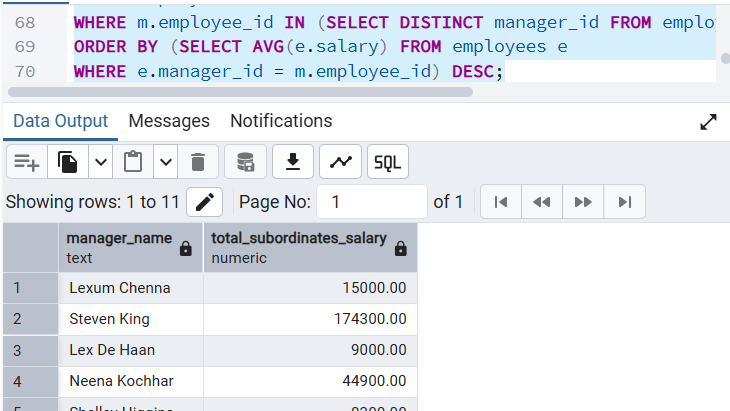 68 WHERE m.employee_id IN (SELECT DISTINCT manager_id FROM emplo
69 ORDER BY (SELECT AVG(e.salary) FROM employees e
70 WHERE e.manager_id = m.employee_id) DESC;
Data Output Messages Notifications
SQL
Showing rows: 1 to 11 Page No: 1 of 1
manager_name total_subordinates_salary
text numeric
1 Lexum Chenna 15000.00
2 Steven King 174300.00
3 Lex De Haan 9000.00
4 Neena Kochhar 44900.00